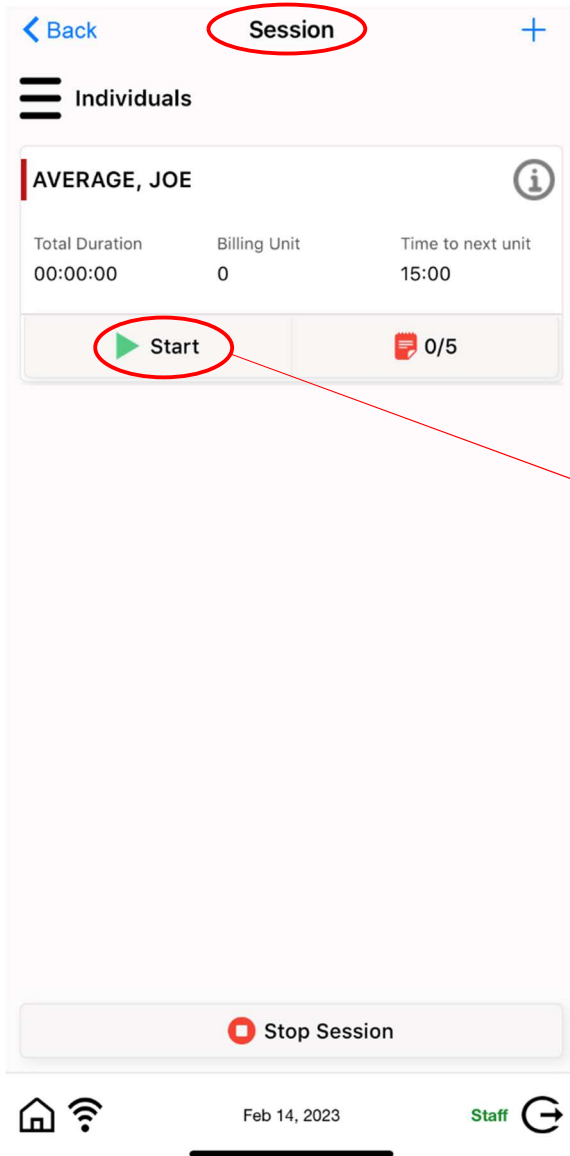 Back Session +
Individuals
AVERAGE, JOE
Total Duration Billing Unit Time to next unit
00:00:00 0 15:00
Start 0/5
Stop Session
Feb 14, 2023 Staff